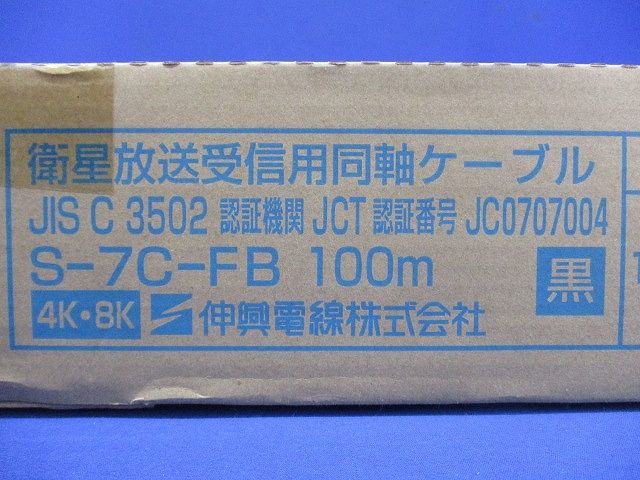 衛星放送受信用同軸ケーブル
JIS C 3502 認証機関 JCT 認証番号 JC0707004
S-7C-FB 100m
黒
4K・8K 伸興電線株式会社